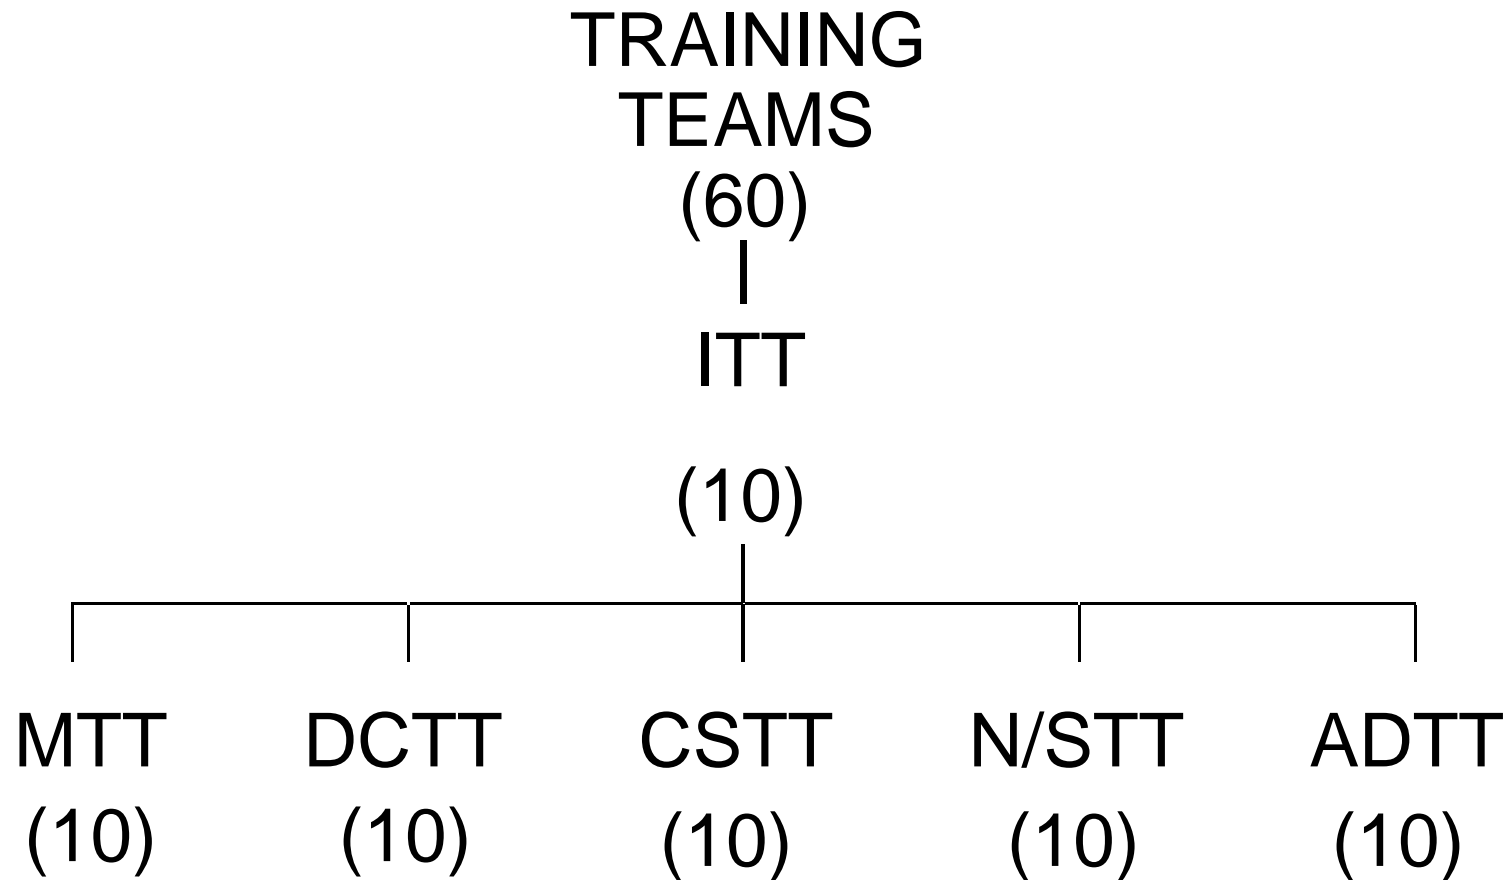 TRAINING
TEAMS
(60)
ITT
(10)
MTT DCTT CSTT N/STT ADTT
(10) (10) (10) (10) (10)